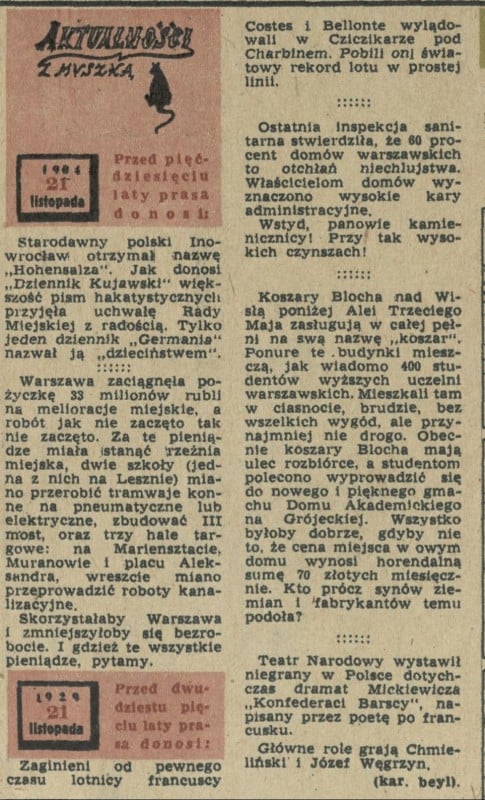 AKTUALNOŚCI
Z MYSZKĄ
1904
21
listopada
Przed pięć-
dziesięciu
laty prasa
donosi:
Starodawny polski Ino-
wrocław otrzymał nazwę
„Hohensalza". Jak donosi
„Dziennik Kujawski" więk-
szość pism hakatystycznych
przyjęła uchwałę Rady
Miejskiej z radością. Tylko
jeden dziennik „Germania"
nazwał ją „dzieciństwem".
::::::
Warszawa zaciągnęła po-
życzkę 33 milionów rubli
na melioracje miejskie, a
robót jak nie zaczęto tak
nie zaczęto. Za te pienią-
dze miała stanąć rzeźnia
miejska, dwie szkoły (jed-
na z nich na Lesznie) mia-
no przerobić tramwaje kon-
ne na pneumatyczne lub
elektryczne, zbudować III
most, oraz trzy hale tar-
gowe: na Mariensztacie,
Muranowie i placu Alek-
sandra, wreszcie miano
przeprowadzić roboty kana-
lizacyjne.
Skorzystałaby Warszawa
i zmniejszyłoby się bezro-
bocie. I gdzież te wszystkie
pieniądze, pytamy.
1929
21
listopada
Przed dwu-
dziestu pię-
ciu laty pra-
sa donosi:
Zaginieni od pewnego
czasu lotnicy francuscy
Costes i Bellonte wylądo-
wali w Cziczikarze pod
Charbinem. Pobili oni świa-
towy rekord lotu w prostej
linii.
::::::
Ostatnia inspekcja sani-
tarna stwierdziła, że 60 pro-
cent domów warszawskich
to otchłań niechlujstwa.
Właścicielom domów wy-
znaczono wysokie kary
administracyjne.
Wstyd, panowie kamie-
nicznicy! Przy tak wyso-
kich czynszach!
::::::
Koszary Blocha nad Wi-
słą poniżej Alei Trzeciego
Maja zasługują w całej peł-
ni na swą nazwę „koszar".
Ponure te budynki miesz-
czą, jak wiadomo 400 stu-
dentów wyższych uczelni
warszawskich. Mieszkali tam
w ciasnocie, brudzie, bez
wszelkich wygód, ale przy-
najmniej nie drogo. Obec-
nie koszary Blocha mają
ulec rozbiórce, a studentom
polecono wyprowadzić się
do nowego i pięknego gma-
chu Domu Akademickiego
na Grójeckiej. Wszystko
byłoby dobrze, gdyby nie
to, że cena miejsca w owym
domu wynosi horendalną
sumę 70 złotych miesięcz-
nie. Kto prócz synów zie-
mian i fabrykantów temu
podoła?
::::::
Teatr Narodowy wystawił
niegrany w Polsce dotych-
czas dramat Mickiewicza
„Konfederaci Barscy", na-
pisany przez poetę po fran-
cusku.
Główne role grają Chmie-
liński i Józef Węgrzyn.
(kar. beyl).